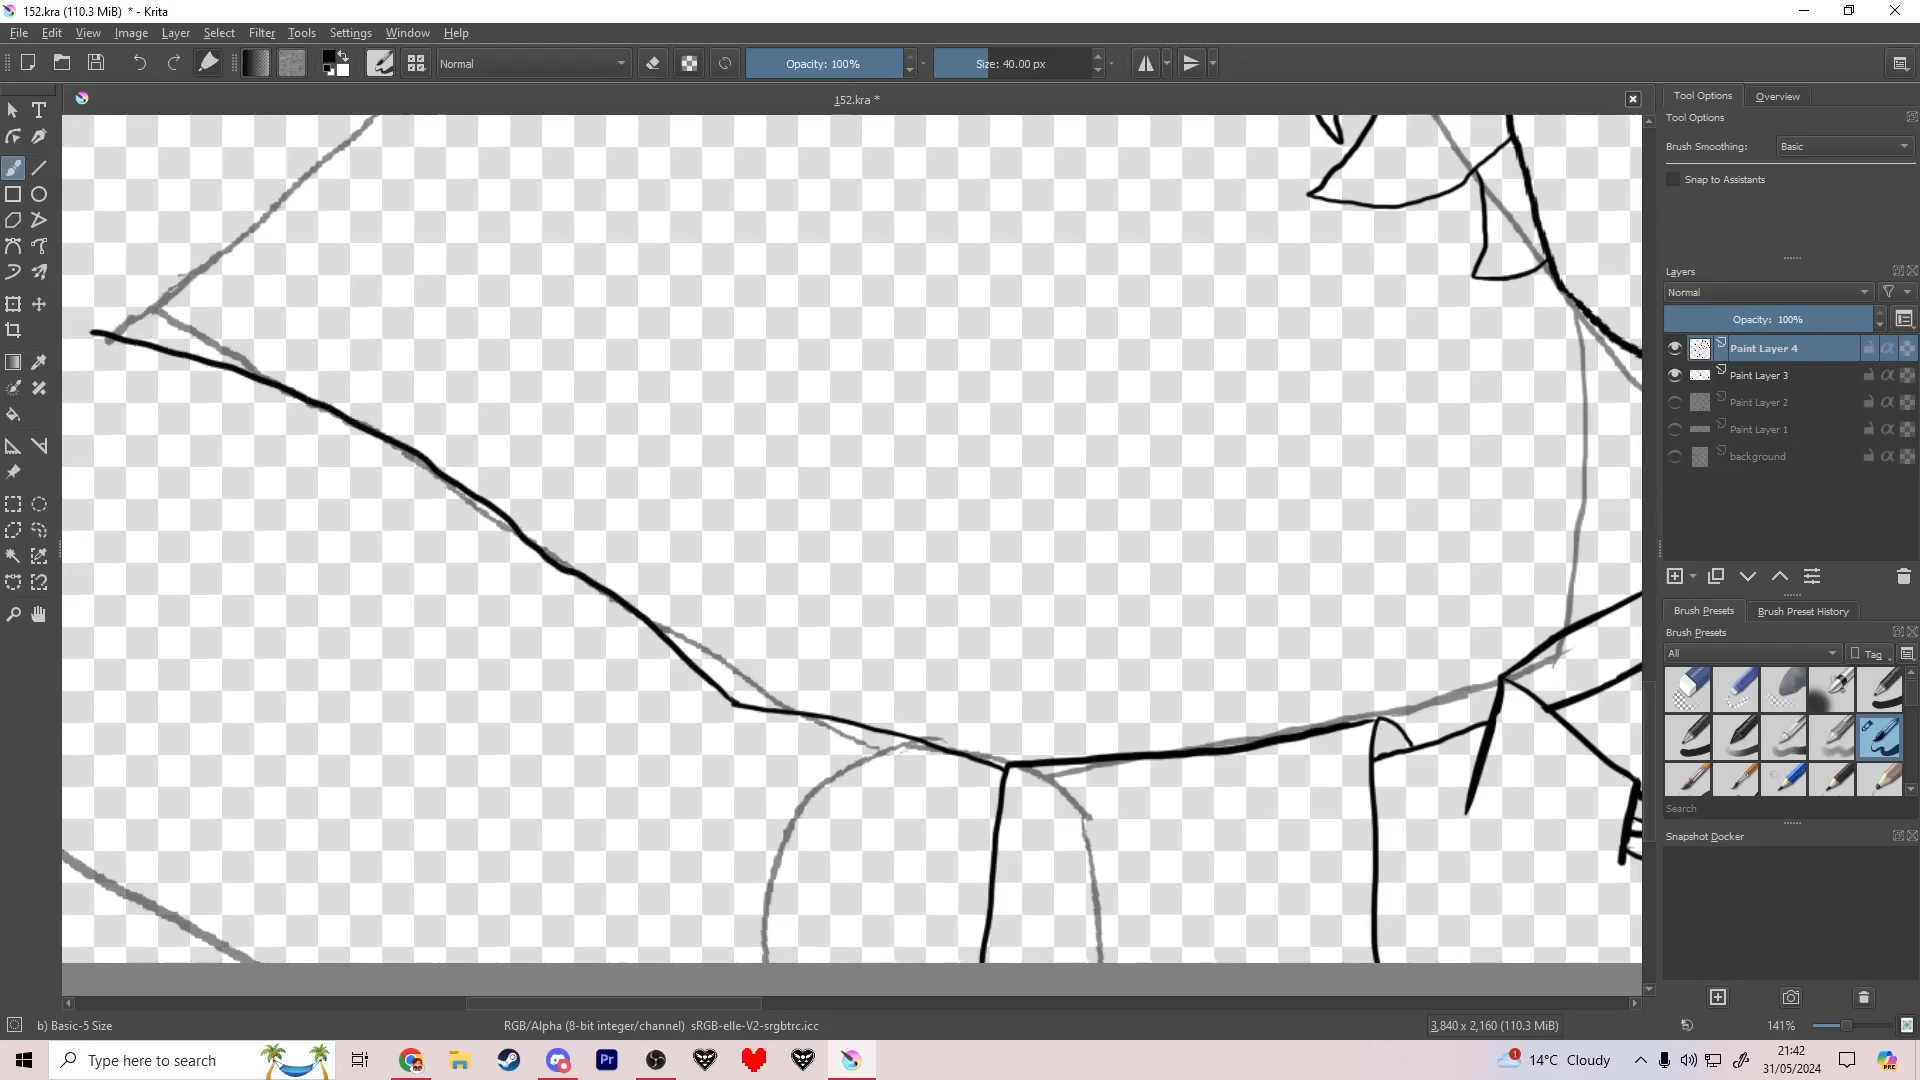 152.kra (110.3 MiB)  * - Krita
File Edit View Image Layer Select Filter Tools Settings Window Help
Normal Opacity: 100% Size: 40.00 px
152.kra *
Tool Options Overview
Tool Options
Brush Smoothing: Basic
Snap to Assistants
Layers
Normal
Opacity: 100%
Paint Layer 4
Paint Layer 3
Paint Layer 2
Paint Layer 1
background
Brush Presets Brush Preset History
Brush Presets
All Tag
Search
Snapshot Docker
b) Basic-5 Size RGB/Alpha (8-bit integer/channel)  sRGB-elle-V2-srgbtrc.icc 3,840 x 2,160 (110.3 MiB) 141%
Type here to search Pr 1 14°C Cloudy 21:42
31/05/2024
PRE